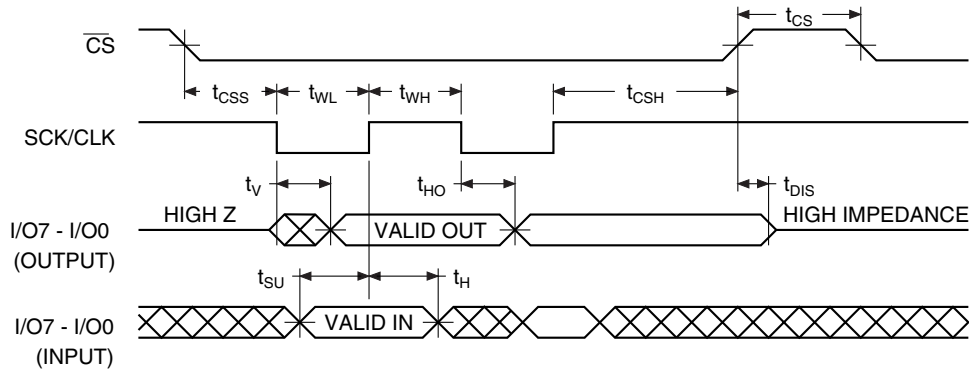 tCS
CS
tCSS tWL tWH tCSH
SCK/CLK
tV tHO tDIS
HIGH Z VALID OUT HIGH IMPEDANCE
I/O7 - I/O0
(OUTPUT)
tSU tH
I/O7 - I/O0 VALID IN
(INPUT)